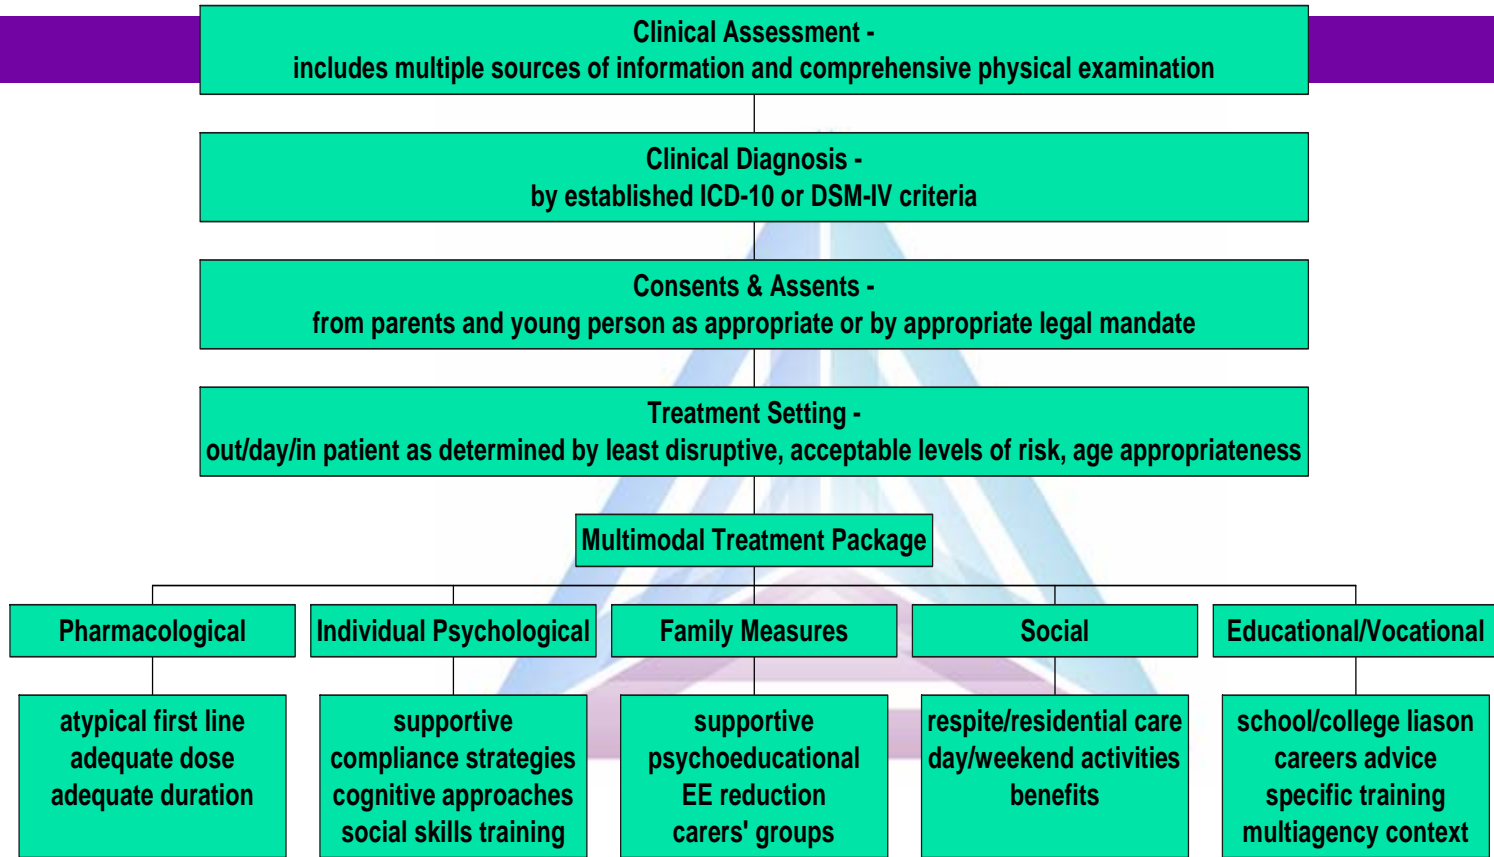 Clinical Assessment -
includes multiple sources of information and comprehensive physical examination
Clinical Diagnosis -
by established ICD-10 or DSM-IV criteria
Consents & Assents -
from parents and young person as appropriate or by appropriate legal mandate
Treatment Setting -
out/day/in patient as determined by least disruptive, acceptable levels of risk, age appropriateness
Multimodal Treatment Package
Pharmacological
Individual Psychological
Family Measures
Social
Educational/Vocational
atypical first line
adequate dose
adequate duration
supportive
compliance strategies
cognitive approaches
social skills training
supportive
psychoeducational
EE reduction
carers' groups
respite/residential care
day/weekend activities
benefits
school/college liason
careers advice
specific training
multiagency context